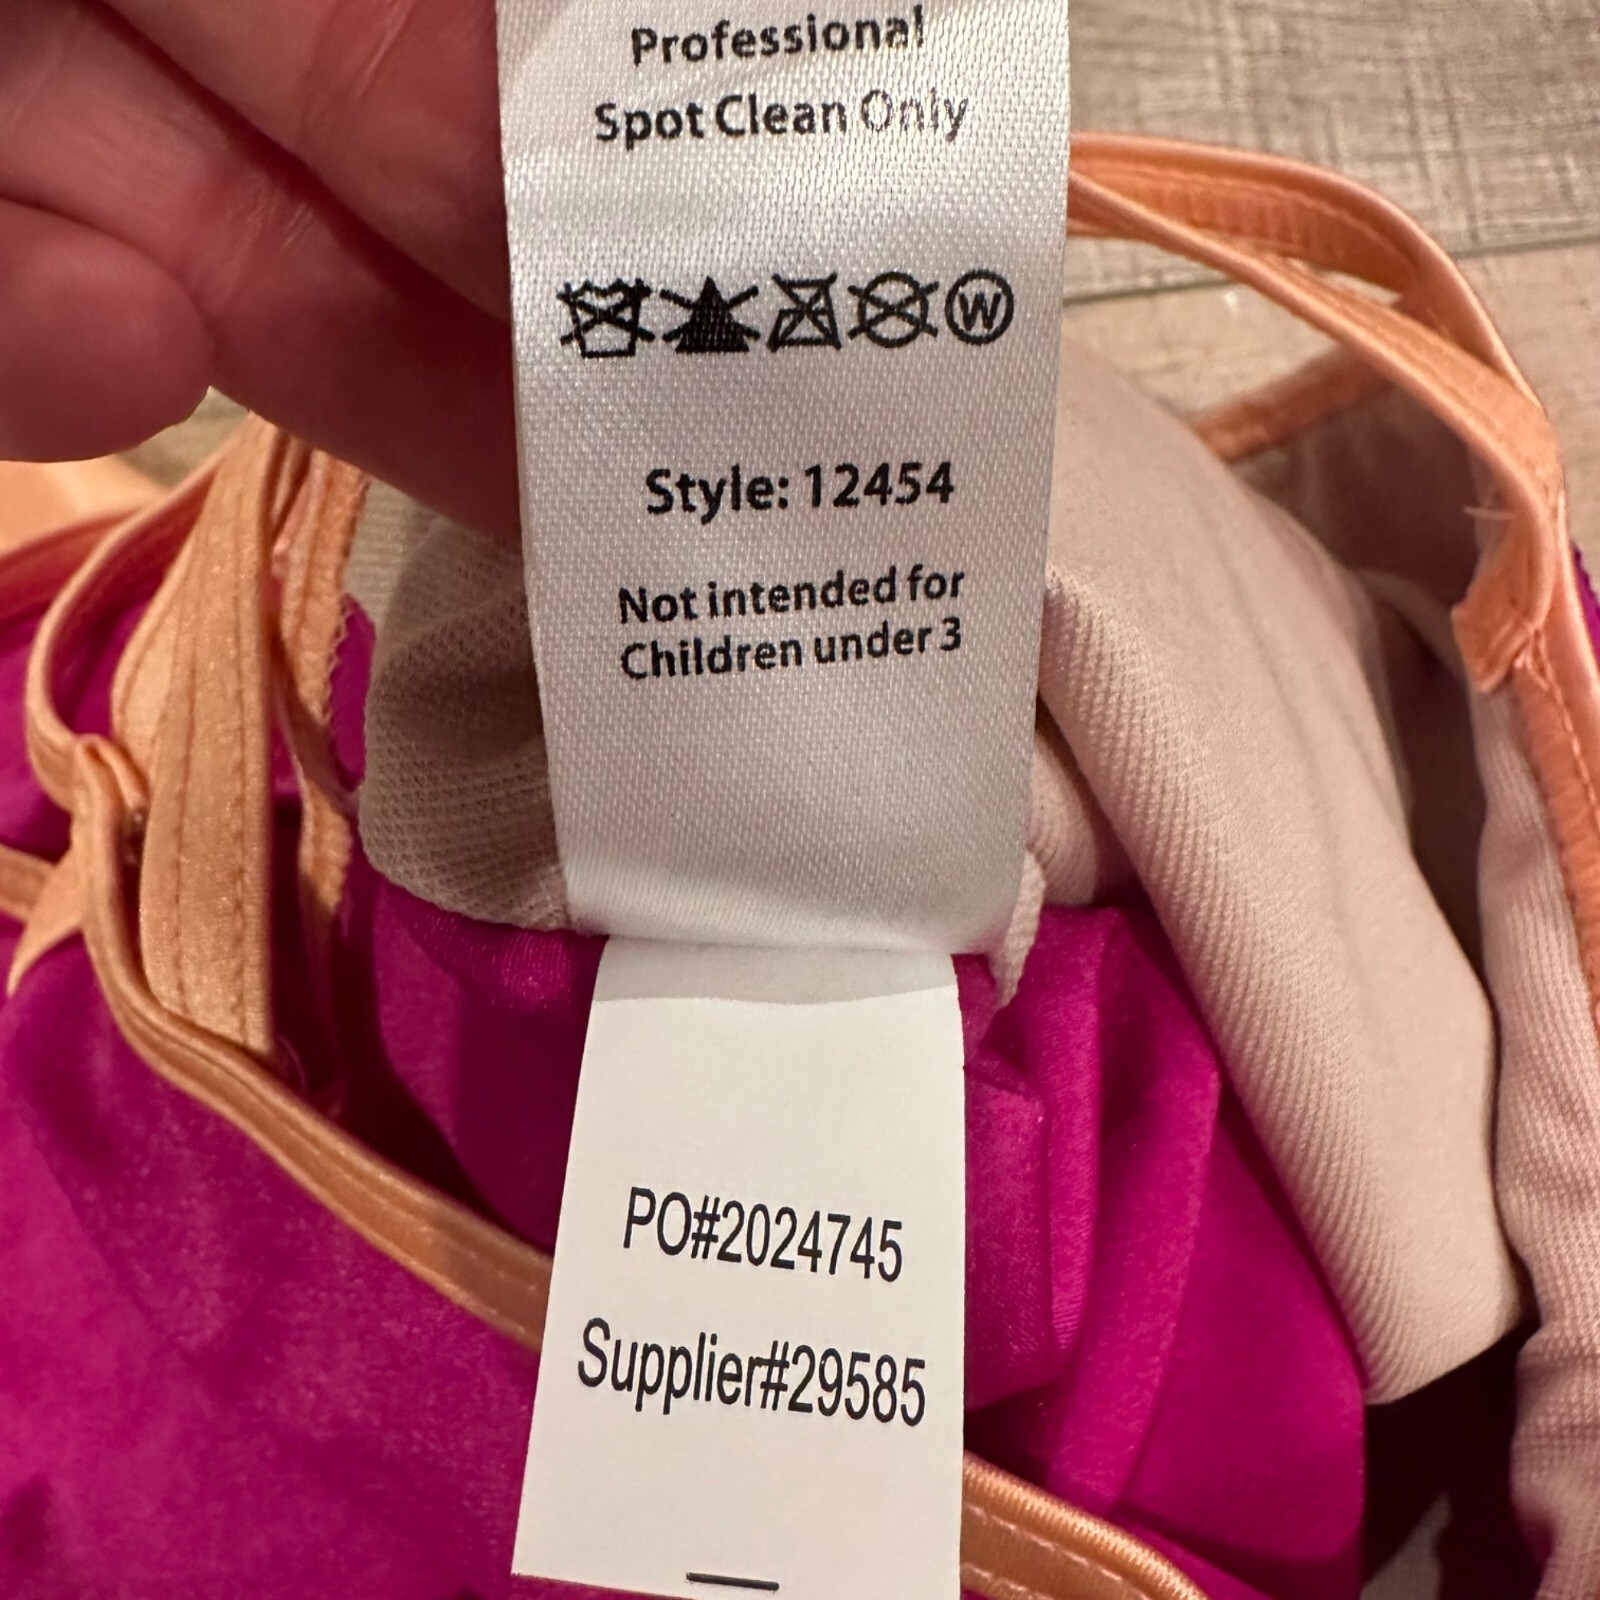 Professional
Spot Clean Only
W
Style: 12454
Not intended for
Children under 3
PO#2024745
Supplier#29585